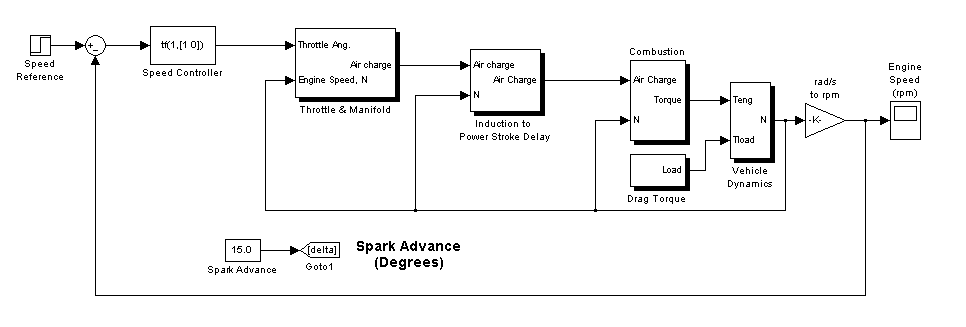 Speed
Reference
+
−
tf(1,[1 0])
Speed Controller
Throttle Ang.
Air charge
Engine Speed, N
Throttle & Manifold
Air charge
Air Charge
N
Induction to
Power Stroke Delay
Combustion
Air Charge
Torque
N
Load
Drag Torque
Teng
N
Tload
Vehicle
Dynamics
rad/s
to rpm
-K-
Engine
Speed
(rpm)
15.0
Spark Advance
[delta]
Goto1
Spark Advance
(Degrees)